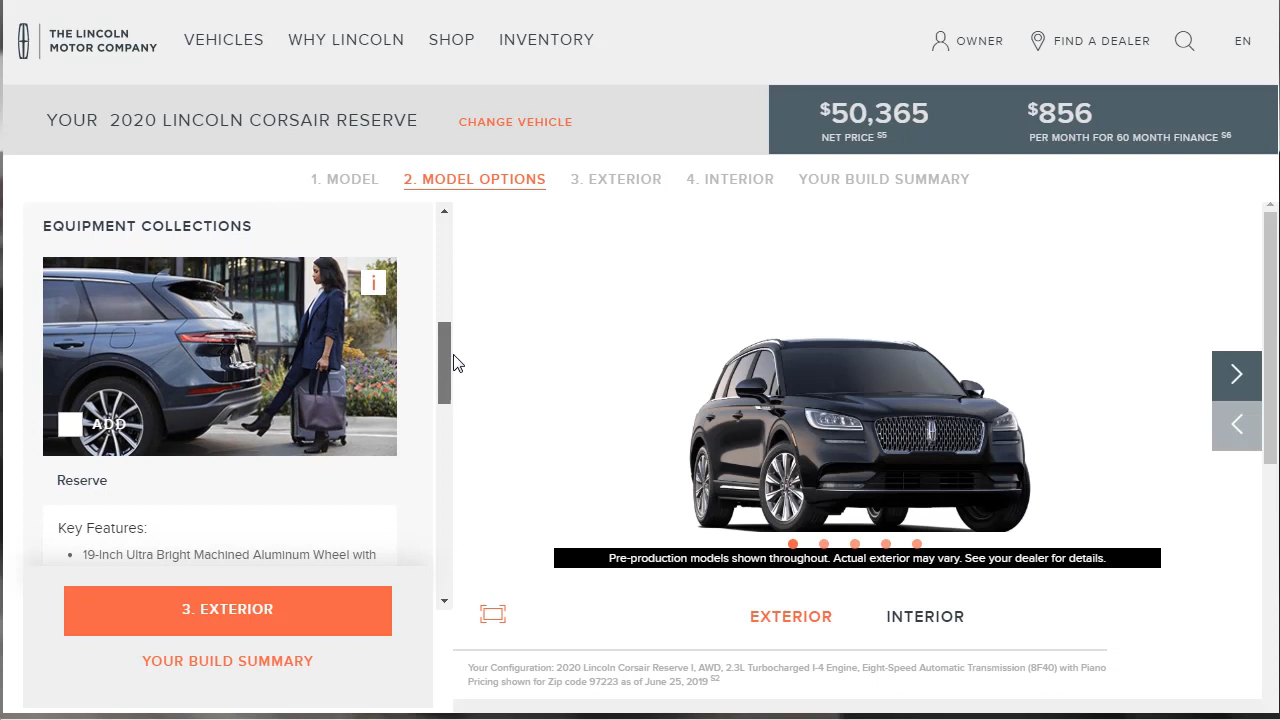 THE LINCOLN
MOTOR COMPANY
VEHICLES WHY LINCOLN SHOP INVENTORY
OWNER FIND A DEALER EN
YOUR 2020 LINCOLN CORSAIR RESERVE CHANGE VEHICLE
$50,365 $856
NET PRICE S5 PER MONTH FOR 60 MONTH FINANCE S6
1. MODEL 2. MODEL OPTIONS 3. EXTERIOR 4. INTERIOR YOUR BUILD SUMMARY
EQUIPMENT COLLECTIONS
i
ADD
Reserve
Key Features:
• 19-Inch Ultra Bright Machined Aluminum Wheel with
3. EXTERIOR
YOUR BUILD SUMMARY
Pre-production models shown throughout. Actual exterior may vary. See your dealer for details.
EXTERIOR INTERIOR
Your Configuration: 2020 Lincoln Corsair Reserve I, AWD, 2.3L Turbocharged I-4 Engine, Eight-Speed Automatic Transmission (8F40) with Piano
Pricing shown for Zip code 97223 as of June 25, 2019 S2